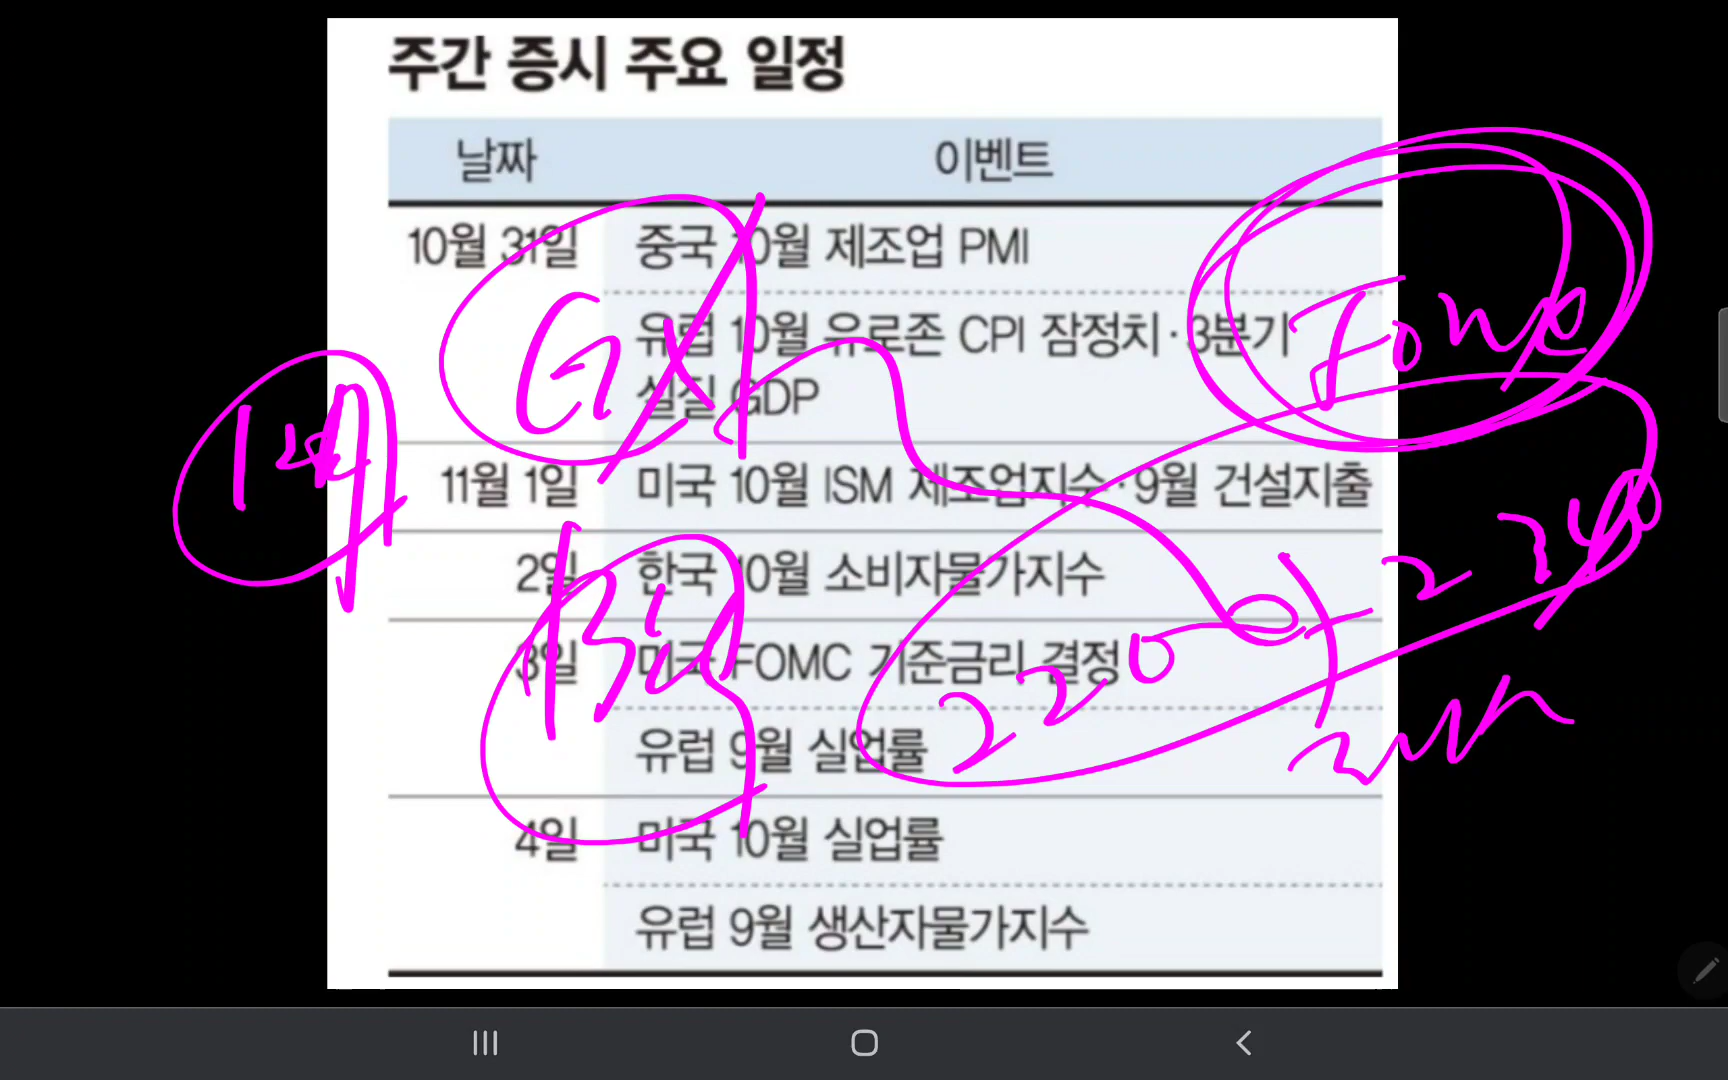 주간 증시 주요 일정
날짜 이벤트
10월 31일 중국 10월 제조업 PMI
유럽 10월 유로존 CPI 잠정치·3분기
실질 GDP
11월 1일 미국 10월 ISM 제조업지수·9월 건설지출
2일 한국 10월 소비자물가지수
3일 미국 FOMC 기준금리 결정
유럽 9월 실업률
4일 미국 10월 실업률
유럽 9월 생산자물가지수
FOMC
2200